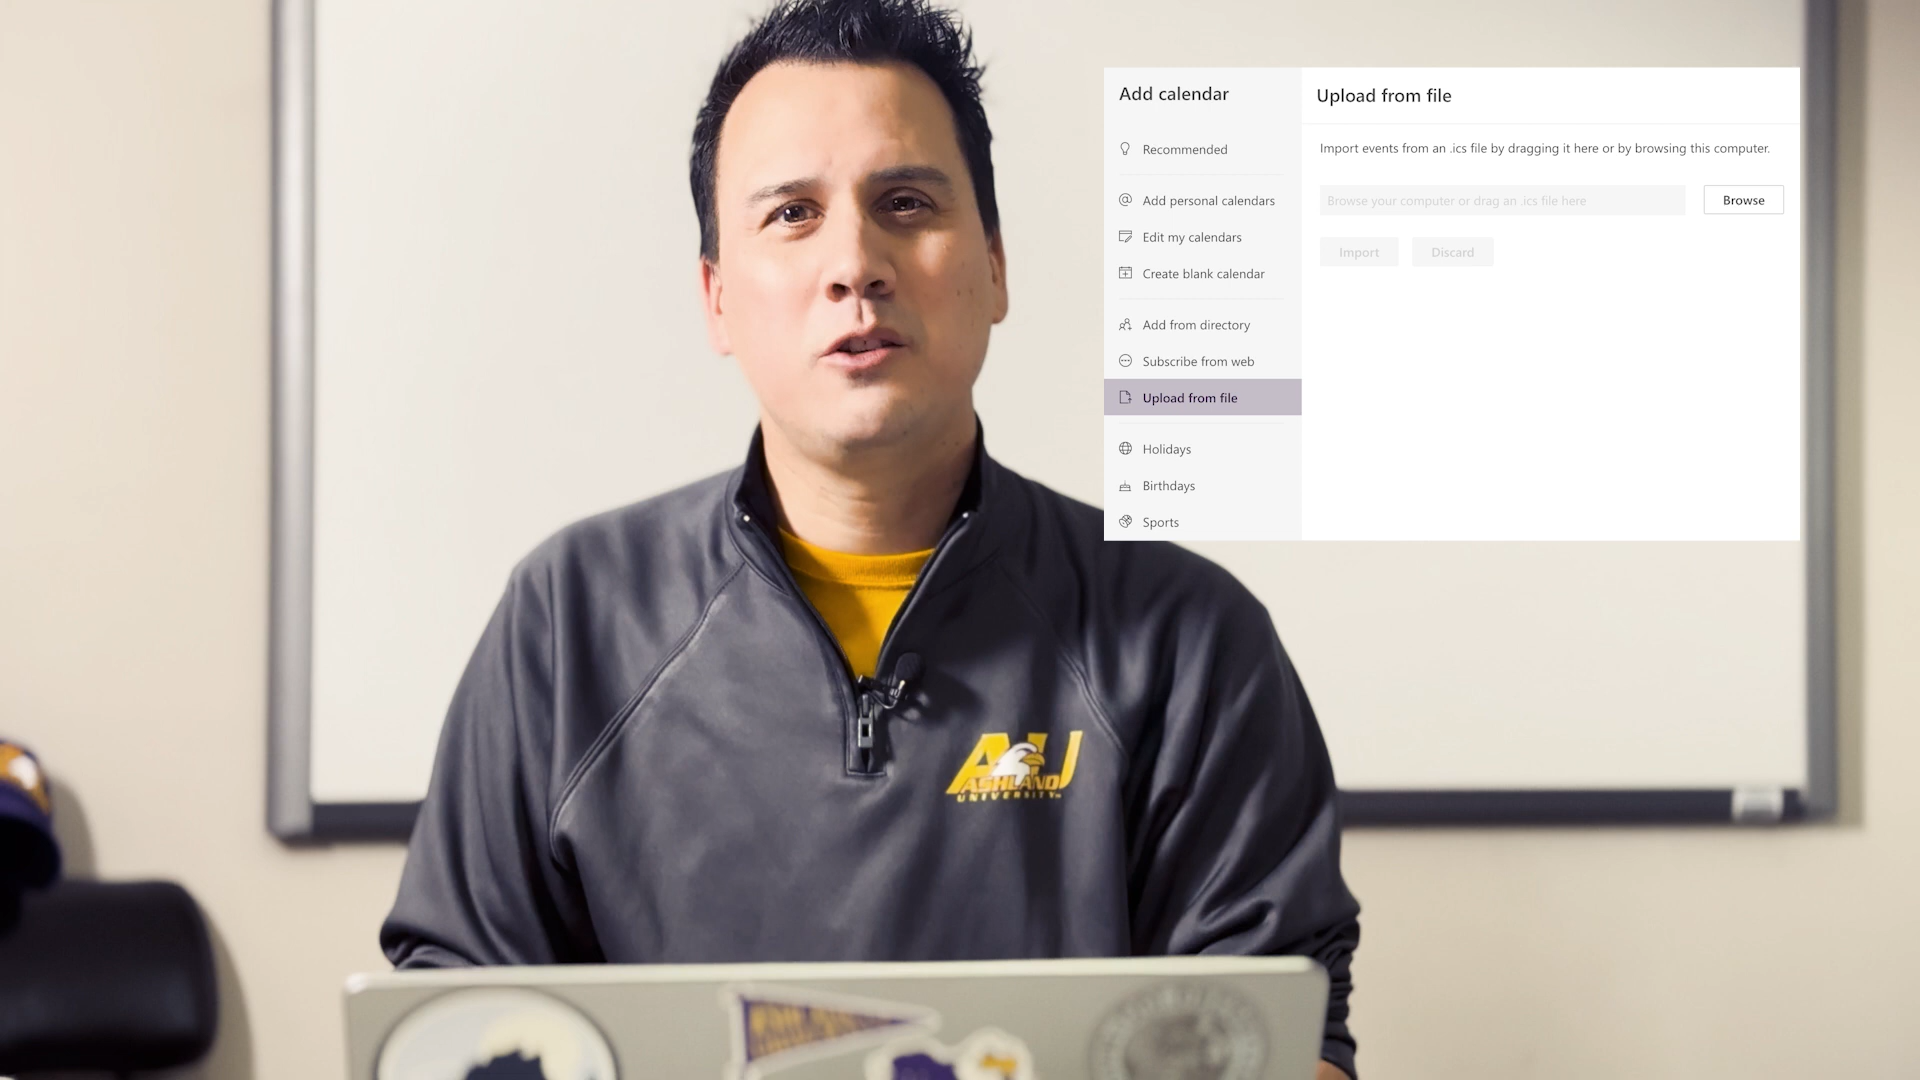 Add calendar
Recommended
Add personal calendars
Edit my calendars
Create blank calendar
Add from directory
Subscribe from web
Upload from file
Holidays
Birthdays
Sports
Upload from file
Import events from an .ics file by dragging it here or by browsing this computer.
Browse your computer or drag an .ics file here
Browse
Import
Discard
AU
ASHLAND
UNIVERSITY